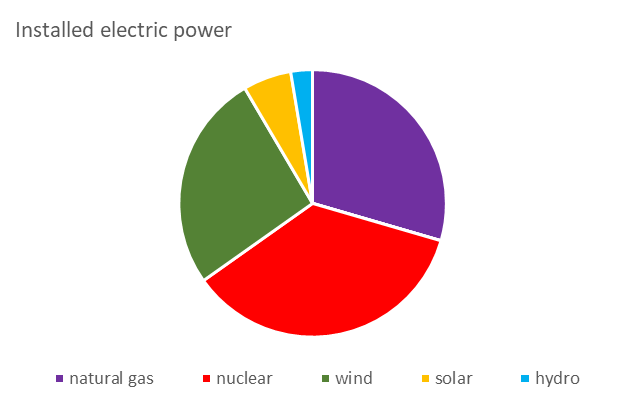 Installed electric power
natural gas nuclear wind solar hydro